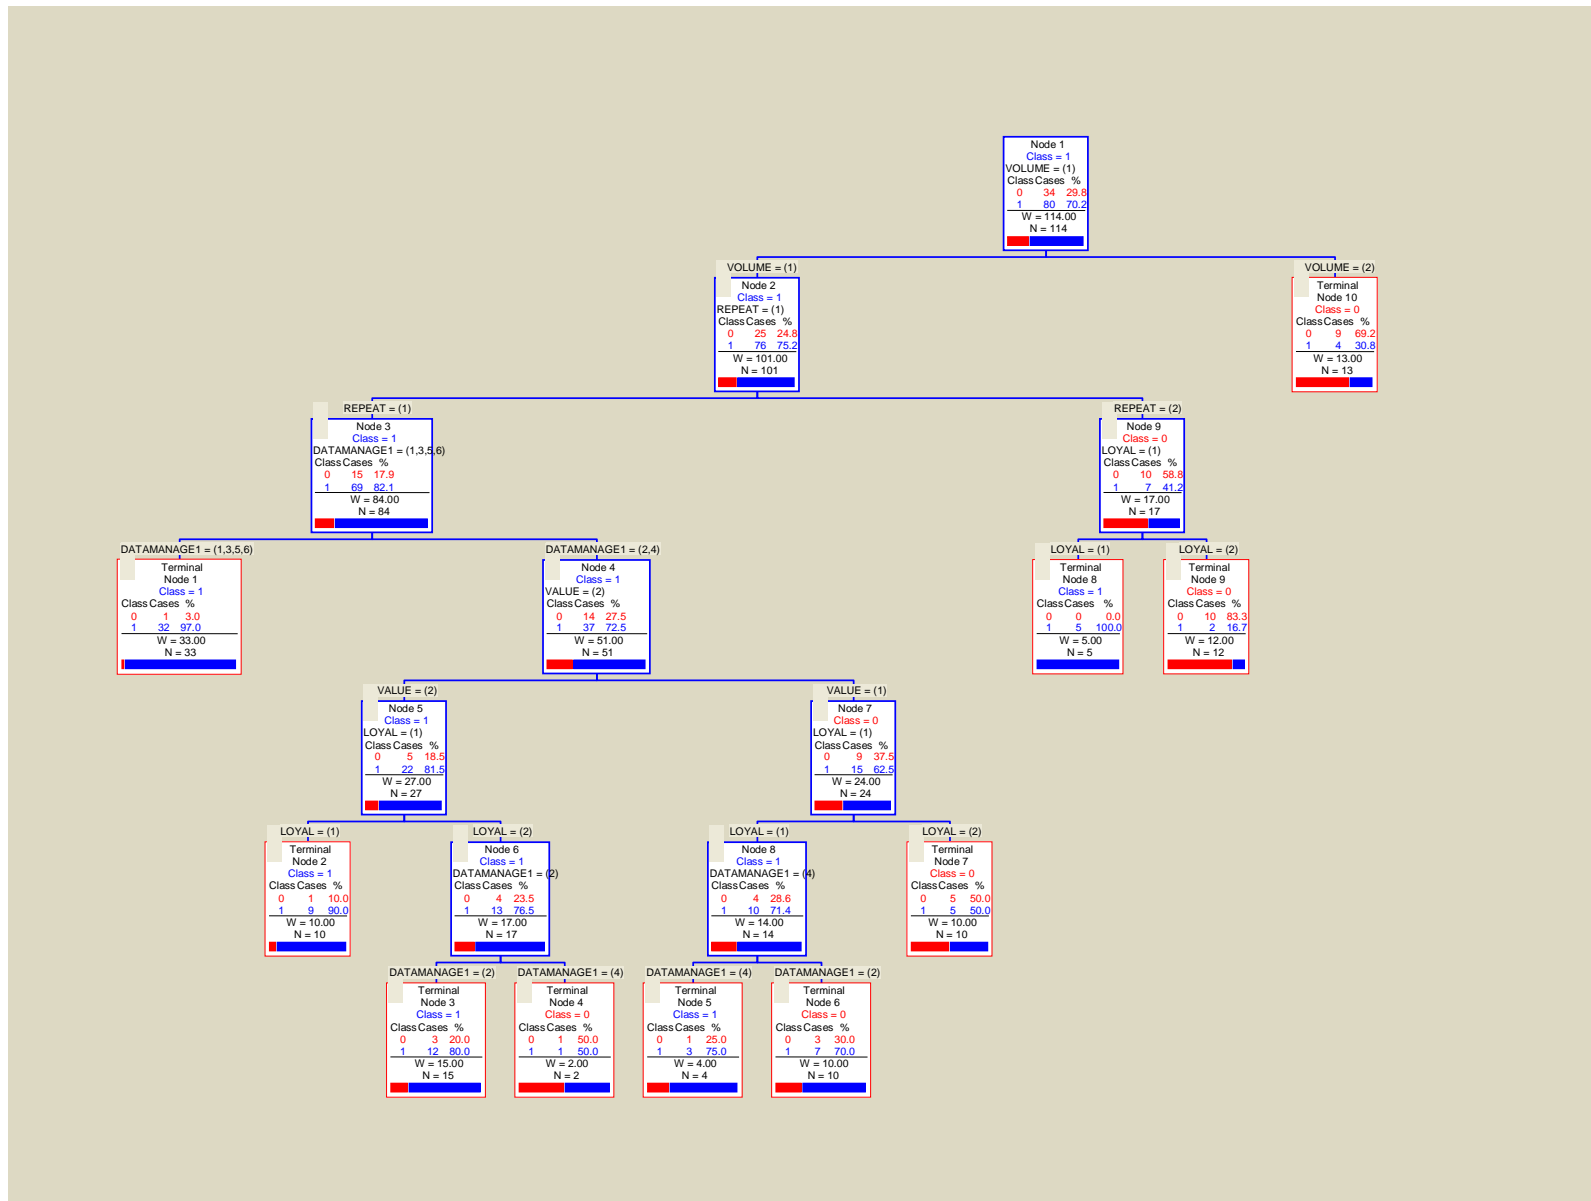 Node 1
Class = 1
VOLUME = (1)
Class Cases %
0 34 29.8
1 80 70.2
W = 114.00
N = 114
VOLUME = (1)
Node 2
Class = 1
REPEAT = (1)
Class Cases %
0 25 24.8
1 76 75.2
W = 101.00
N = 101
VOLUME = (2)
Terminal
Node 10
Class = 0
Class Cases %
0 9 69.2
1 4 30.8
W = 13.00
N = 13
REPEAT = (1)
Node 3
Class = 1
DATAMANAGE1 = (1,3,5,6)
Class Cases %
0 15 17.9
1 69 82.1
W = 84.00
N = 84
REPEAT = (2)
Node 9
Class = 0
LOYAL = (1)
Class Cases %
0 10 58.8
1 7 41.2
W = 17.00
N = 17
DATAMANAGE1 = (1,3,5,6)
Terminal
Node 1
Class = 1
Class Cases %
0 1 3.0
1 32 97.0
W = 33.00
N = 33
DATAMANAGE1 = (2,4)
Node 4
Class = 1
VALUE = (2)
Class Cases %
0 14 27.5
1 37 72.5
W = 51.00
N = 51
LOYAL = (1)
Terminal
Node 8
Class = 1
Class Cases %
0 0 0.0
1 5 100.0
W = 5.00
N = 5
LOYAL = (2)
Terminal
Node 9
Class = 0
Class Cases %
0 10 83.3
1 2 16.7
W = 12.00
N = 12
VALUE = (2)
Node 5
Class = 1
LOYAL = (1)
Class Cases %
0 5 18.5
1 22 81.5
W = 27.00
N = 27
VALUE = (1)
Node 7
Class = 0
LOYAL = (1)
Class Cases %
0 9 37.5
1 15 62.5
W = 24.00
N = 24
LOYAL = (1)
Terminal
Node 2
Class = 1
Class Cases %
0 1 10.0
1 9 90.0
W = 10.00
N = 10
LOYAL = (2)
Node 6
Class = 1
DATAMANAGE1 = (2)
Class Cases %
0 4 23.5
1 13 76.5
W = 17.00
N = 17
LOYAL = (1)
Node 8
Class = 1
DATAMANAGE1 = (4)
Class Cases %
0 4 28.6
1 10 71.4
W = 14.00
N = 14
LOYAL = (2)
Terminal
Node 7
Class = 0
Class Cases %
0 5 50.0
1 5 50.0
W = 10.00
N = 10
DATAMANAGE1 = (2)
Terminal
Node 3
Class = 1
Class Cases %
0 3 20.0
1 12 80.0
W = 15.00
N = 15
DATAMANAGE1 = (4)
Terminal
Node 4
Class = 0
Class Cases %
0 1 50.0
1 1 50.0
W = 2.00
N = 2
DATAMANAGE1 = (4)
Terminal
Node 5
Class = 1
Class Cases %
0 1 25.0
1 3 75.0
W = 4.00
N = 4
DATAMANAGE1 = (2)
Terminal
Node 6
Class = 0
Class Cases %
0 3 30.0
1 7 70.0
W = 10.00
N = 10